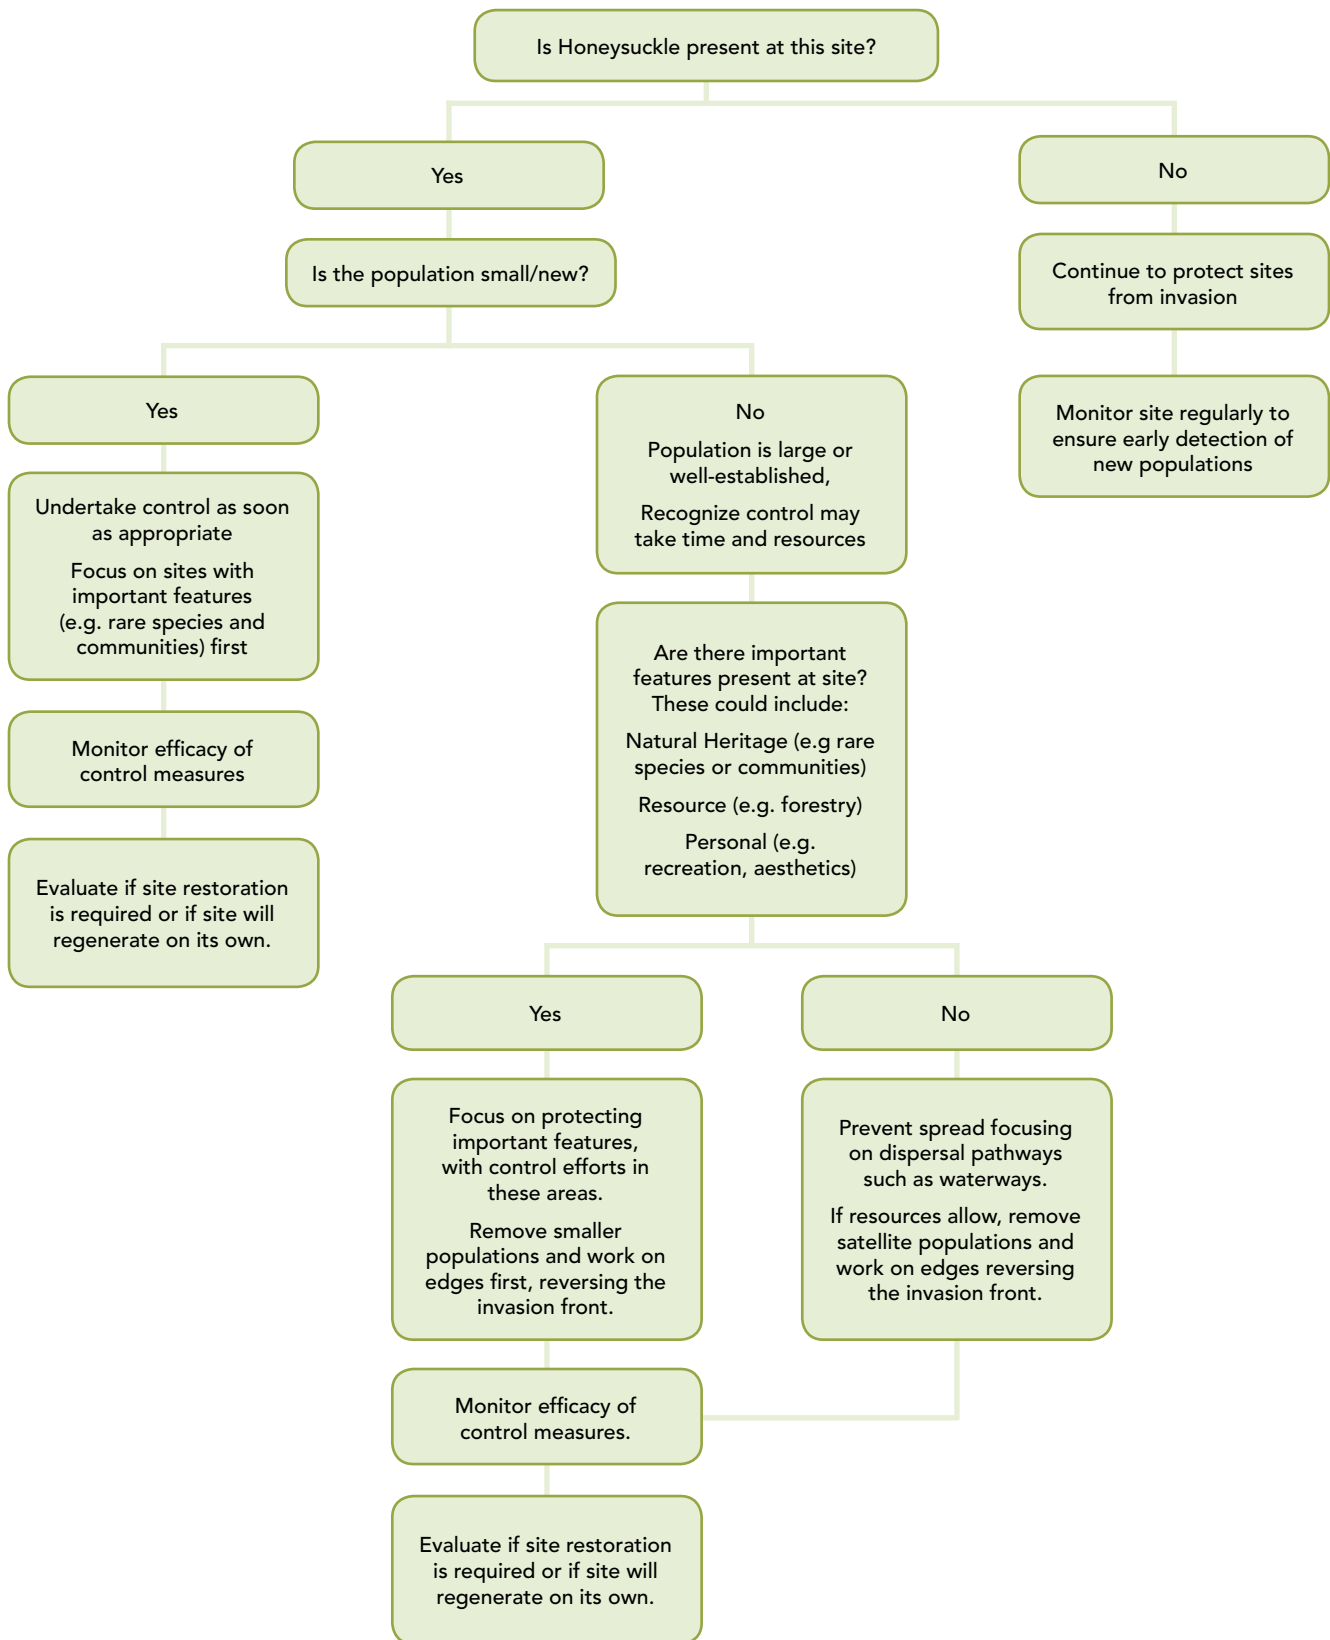 Is Honeysuckle present at this site?
Yes
Is the population small/new?
Yes
Undertake control as soon
as appropriate
Focus on sites with
important features
(e.g. rare species and
communities) first
Monitor efficacy of
control measures
Evaluate if site restoration
is required or if site will
regenerate on its own.
No
Population is large or
well-established,
Recognize control may
take time and resources
Are there important
features present at site?
These could include:
Natural Heritage (e.g rare
species or communities)
Resource (e.g. forestry)
Personal (e.g.
recreation, aesthetics)
Yes
Focus on protecting
important features,
with control efforts in
these areas.
Remove smaller
populations and work on
edges first, reversing the
invasion front.
No
Prevent spread focusing
on dispersal pathways
such as waterways.
If resources allow, remove
satellite populations and
work on edges reversing
the invasion front.
Monitor efficacy of
control measures.
Evaluate if site restoration
is required or if site will
regenerate on its own.
No
Continue to protect sites
from invasion
Monitor site regularly to
ensure early detection of
new populations